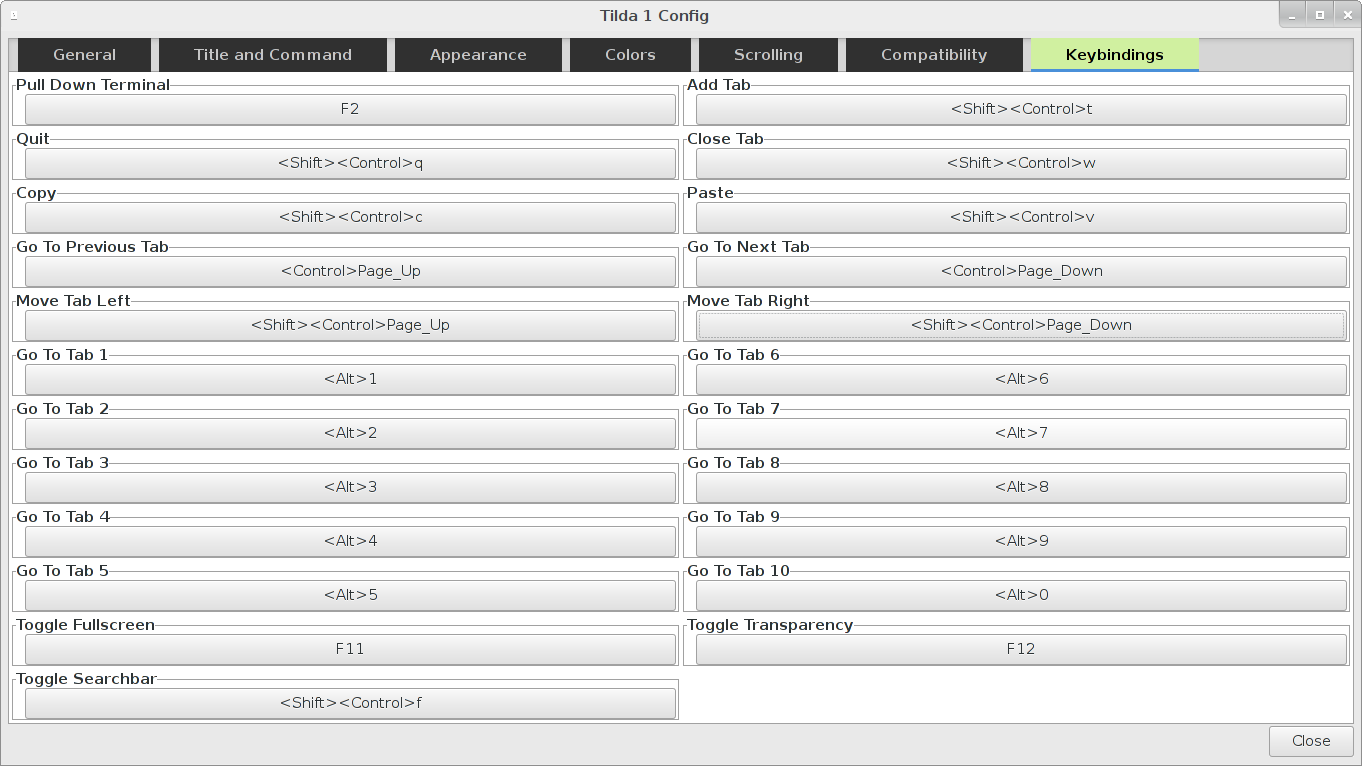 Tilda 1 Config
General Title and Command Appearance Colors Scrolling Compatibility Keybindings
Pull Down Terminal Add Tab
F2 <Shift><Control>t
Quit Close Tab
<Shift><Control>q <Shift><Control>w
Copy Paste
<Shift><Control>c <Shift><Control>v
Go To Previous Tab Go To Next Tab
<Control>Page_Up <Control>Page_Down
Move Tab Left Move Tab Right
<Shift><Control>Page_Up <Shift><Control>Page_Down
Go To Tab 1 Go To Tab 6
<Alt>1 <Alt>6
Go To Tab 2 Go To Tab 7
<Alt>2 <Alt>7
Go To Tab 3 Go To Tab 8
<Alt>3 <Alt>8
Go To Tab 4 Go To Tab 9
<Alt>4 <Alt>9
Go To Tab 5 Go To Tab 10
<Alt>5 <Alt>0
Toggle Fullscreen Toggle Transparency
F11 F12
Toggle Searchbar
<Shift><Control>f
Close